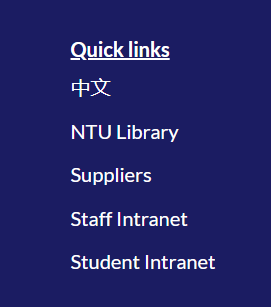 Quick links
中文
NTU Library
Suppliers
Staff Intranet
Student Intranet